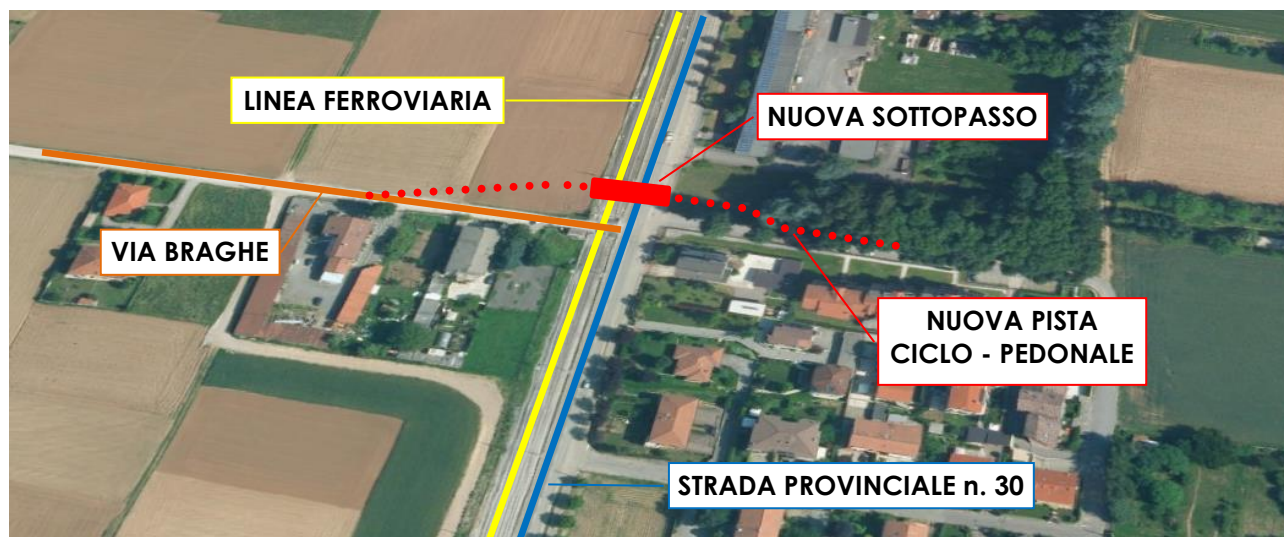 LINEA FERROVIARIA
NUOVA SOTTOPASSO
VIA BRAGHE
NUOVA PISTA
CICLO - PEDONALE
STRADA PROVINCIALE n. 30